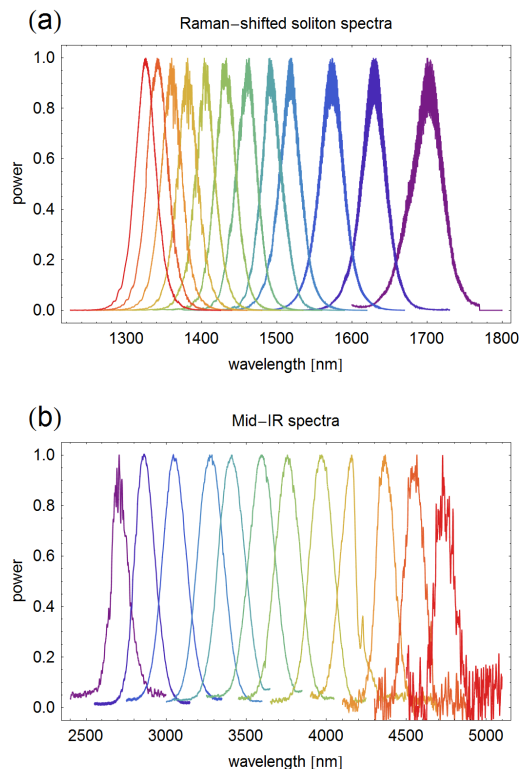 (a)
Raman−shifted soliton spectra
1.0
0.8
0.6
0.4
0.2
0.0
power
1300 1400 1500 1600 1700 1800
wavelength [nm]
(b)
Mid−IR spectra
1.0
0.8
0.6
0.4
0.2
0.0
power
2500 3000 3500 4000 4500 5000
wavelength [nm]